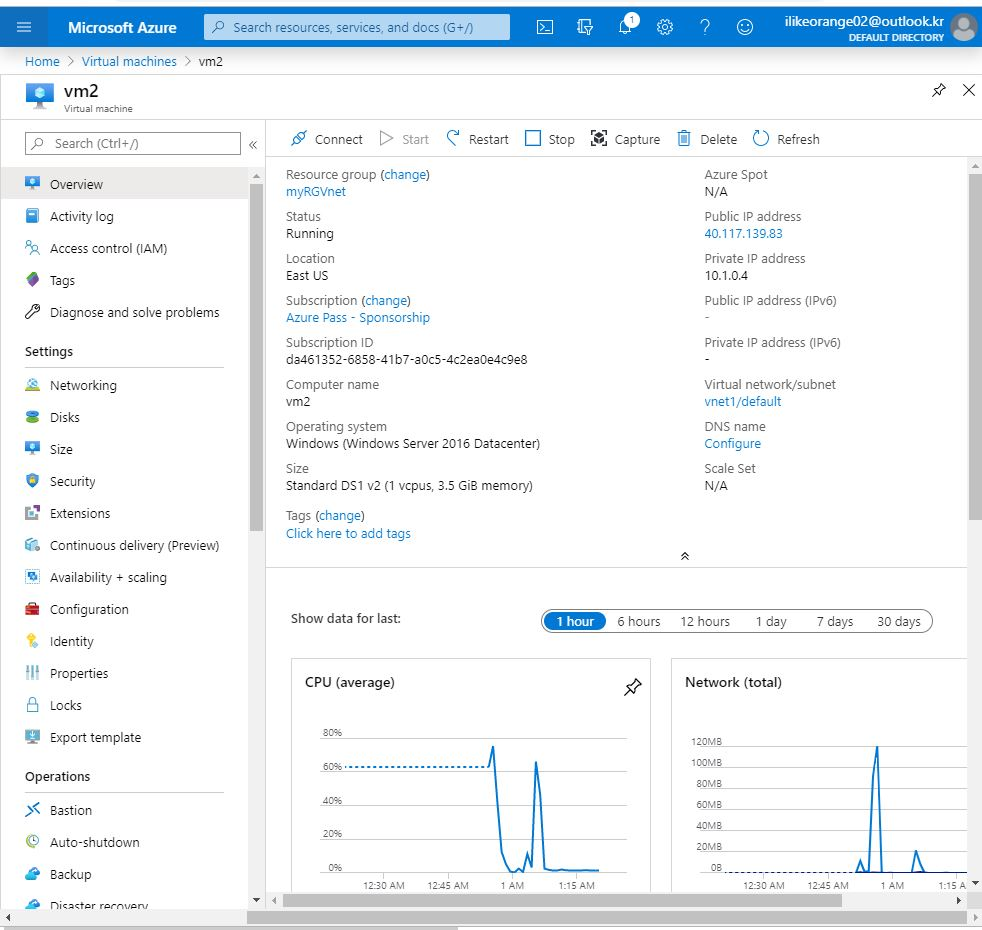 Microsoft Azure
Search resources, services, and docs (G+/)
1
ilikeorange02@outlook.kr
DEFAULT DIRECTORY
Home > Virtual machines > vm2
vm2
Virtual machine
Search (Ctrl+/)
«
Connect Start Restart Stop Capture Delete Refresh
Overview
Activity log
Access control (IAM)
Tags
Diagnose and solve problems
Settings
Networking
Disks
Size
Security
Extensions
Continuous delivery (Preview)
Availability + scaling
Configuration
Identity
Properties
Locks
Export template
Operations
Bastion
Auto-shutdown
Backup
Disaster recovery
Resource group (change)
myRGVnet
Status
Running
Location
East US
Subscription (change)
Azure Pass - Sponsorship
Subscription ID
da461352-6858-41b7-a0c5-4c2ea0e4c9e8
Computer name
vm2
Operating system
Windows (Windows Server 2016 Datacenter)
Size
Standard DS1 v2 (1 vcpus, 3.5 GiB memory)
Tags (change)
Click here to add tags
Azure Spot
N/A
Public IP address
40.117.139.83
Private IP address
10.1.0.4
Public IP address (IPv6)
-
Private IP address (IPv6)
-
Virtual network/subnet
vnet1/default
DNS name
Configure
Scale Set
N/A
Show data for last:
1 hour 6 hours 12 hours 1 day 7 days 30 days
CPU (average)
80%
60%
40%
20%
0%
12:30 AM 12:45 AM 1 AM 1:15 AM
Network (total)
120MB
100MB
80MB
60MB
40MB
20MB
0B
12:30 AM 12:45 AM 1 AM 1:15 A